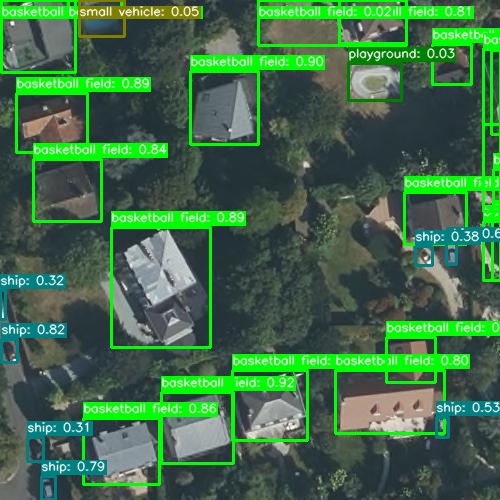 basketball
small vehicle: 0.05
basketball
0.02
0.81
basketball
playground: 0.03
basketball field: 0.90
basketball field: 0.89
basketball field: 0.84
basketball
basketball field: 0.89
ship: 0.38
ship: 0.32
ship: 0.82
basketball field:
basketball field:
basketball
0.80
basketball field: 0.92
basketball field: 0.86
ship: 0.53
ship: 0.31
ship: 0.79